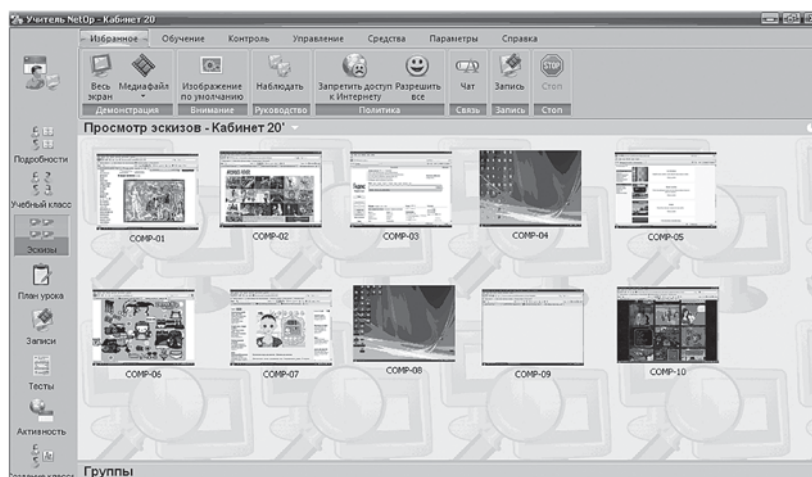 Учитель NetOp - Кабинет 20'
Избранное Обучение Контроль Управление Средства Параметры Справка
Весь экран
Медиафайл
Изображение по умолчанию
Наблюдать
Запретить доступ к Интернету
Разрешить все
Чат
Запись
Стоп
Демонстрация Внимание Руководство Политика Связь Запись Стоп
Просмотр эскизов - Кабинет 20'
Подробности
Учебный класс
Эскизы
План урока
Записи
Тесты
Активность
COMP-01 COMP-02 COMP-03 COMP-04 COMP-05
COMP-06 COMP-07 COMP-08 COMP-09 COMP-10
Группы